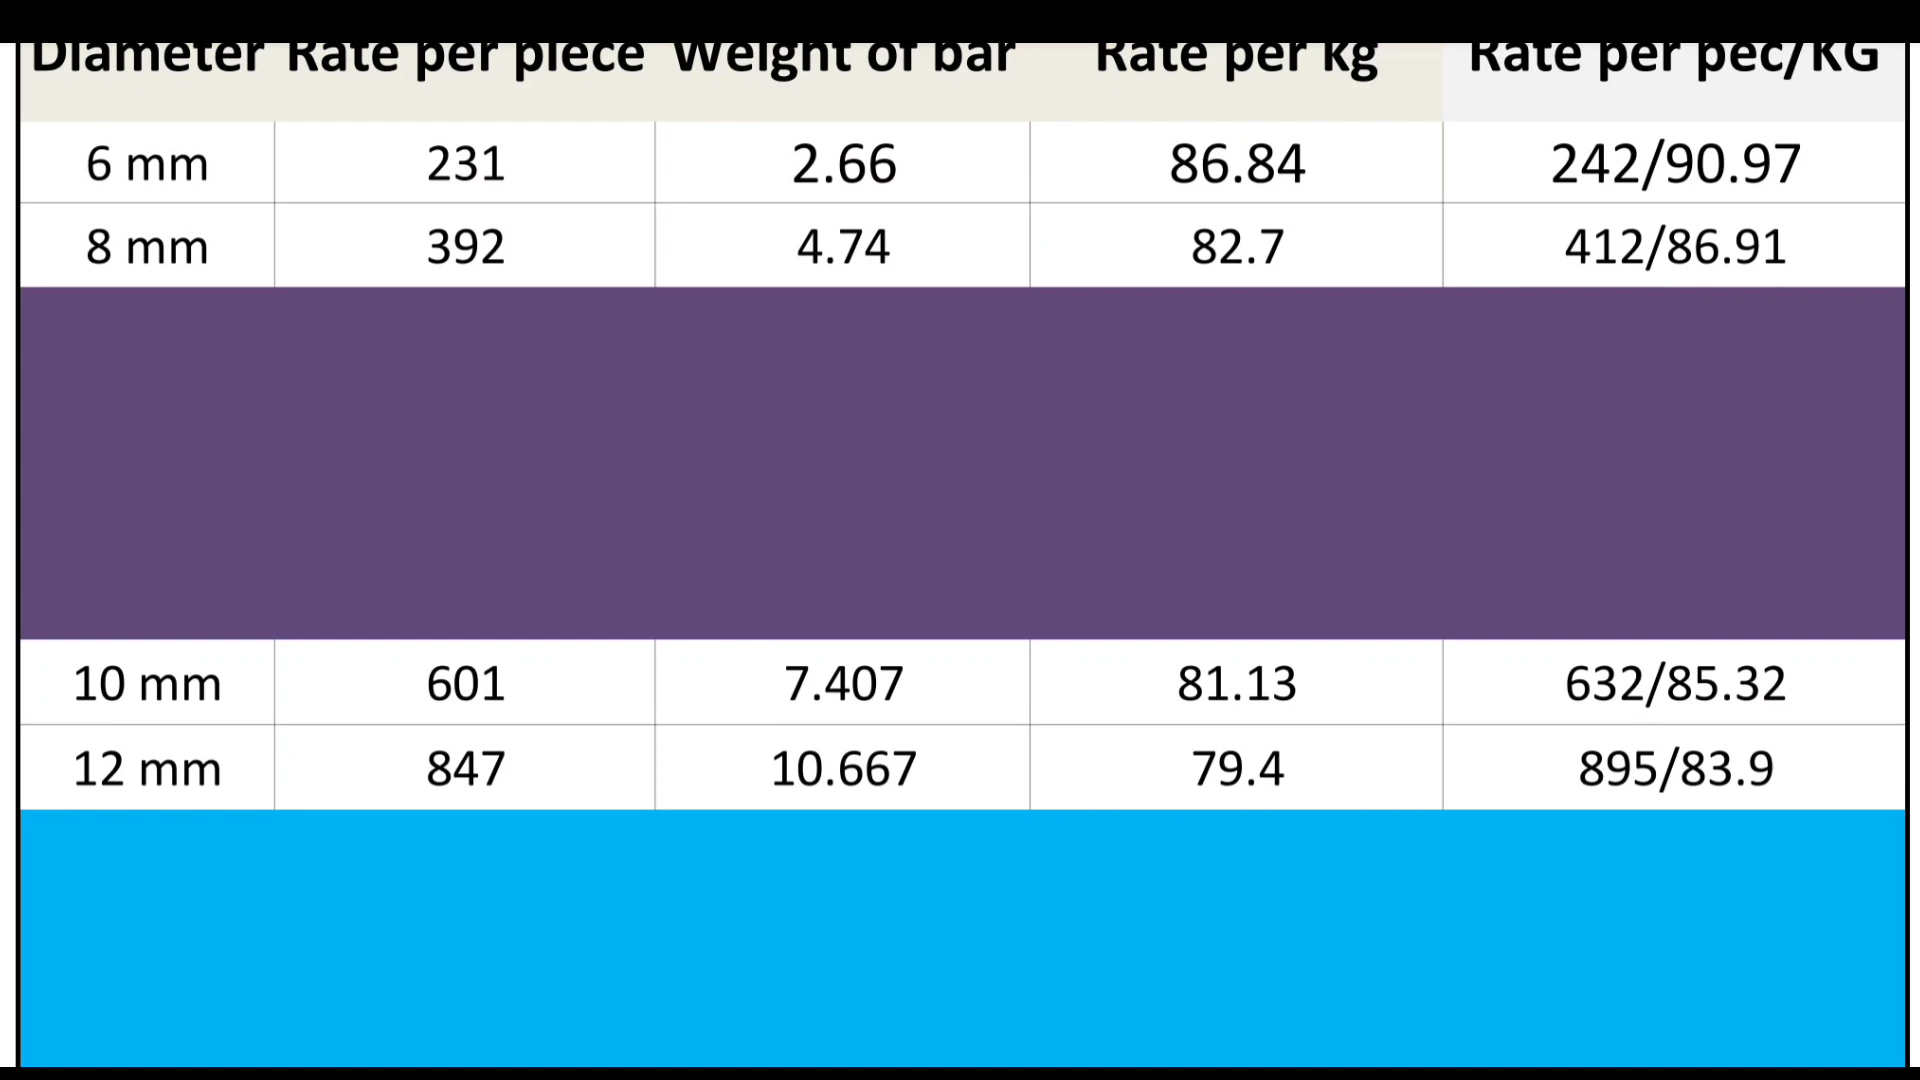 Diameter Rate per piece Weight of bar Rate per kg Rate per pec/KG
6 mm 231 2.66 86.84 242/90.97
8 mm 392 4.74 82.7 412/86.91
10 mm 601 7.407 81.13 632/85.32
12 mm 847 10.667 79.4 895/83.9